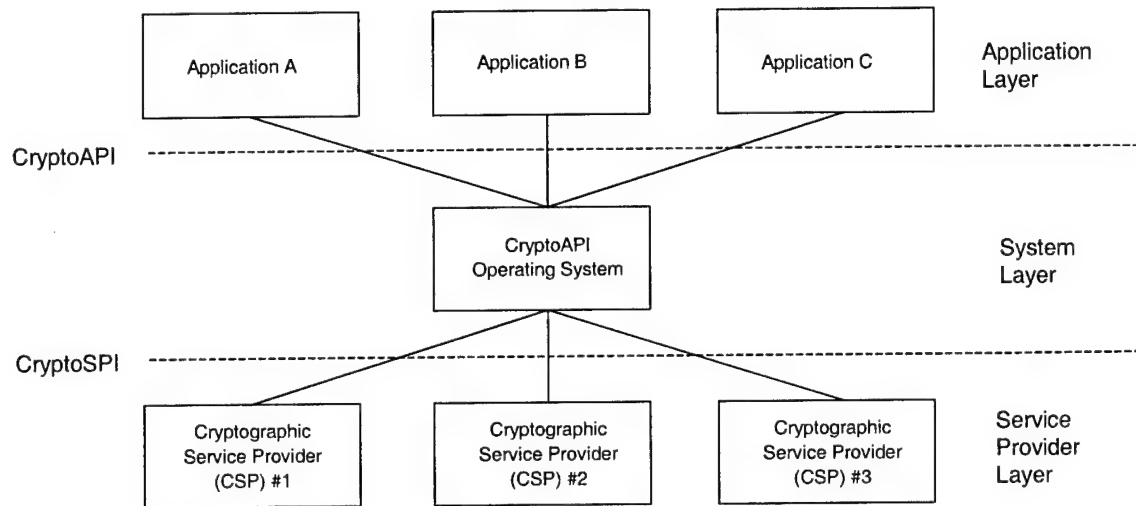 Application A
Application B
Application C
Application
Layer
CryptoAPI
CryptoAPI
Operating System
System
Layer
CryptoSPI
Cryptographic
Service Provider
(CSP) #1
Cryptographic
Service Provider
(CSP) #2
Cryptographic
Service Provider
(CSP) #3
Service
Provider
Layer